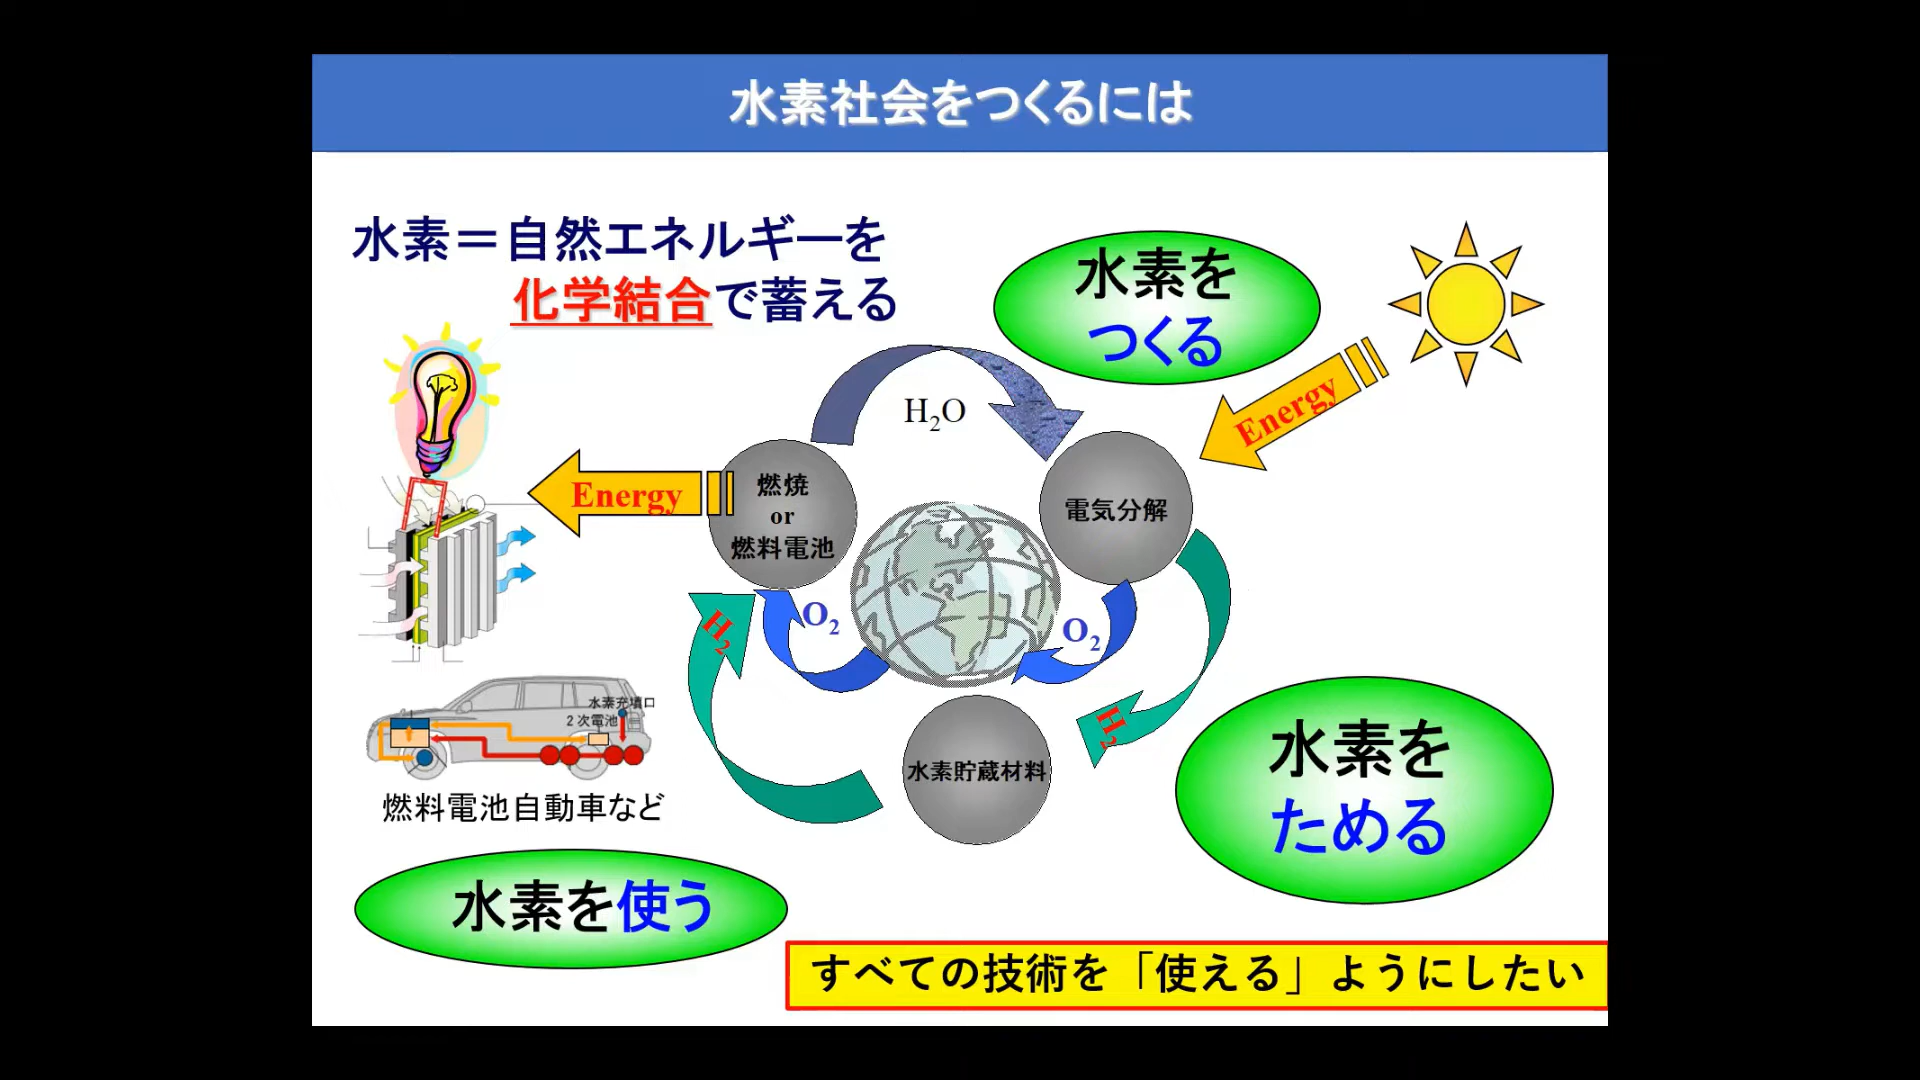 水素社会をつくるには
水素＝自然エネルギーを
化学結合で蓄える
水素を
つくる
Energy
H₂O
Energy
燃焼
or
燃料電池
電気分解
O₂
O₂
H₂
H₂
水素充填口
2次電池
水素貯蔵材料
水素を
ためる
燃料電池自動車など
水素を使う
すべての技術を「使える」ようにしたい